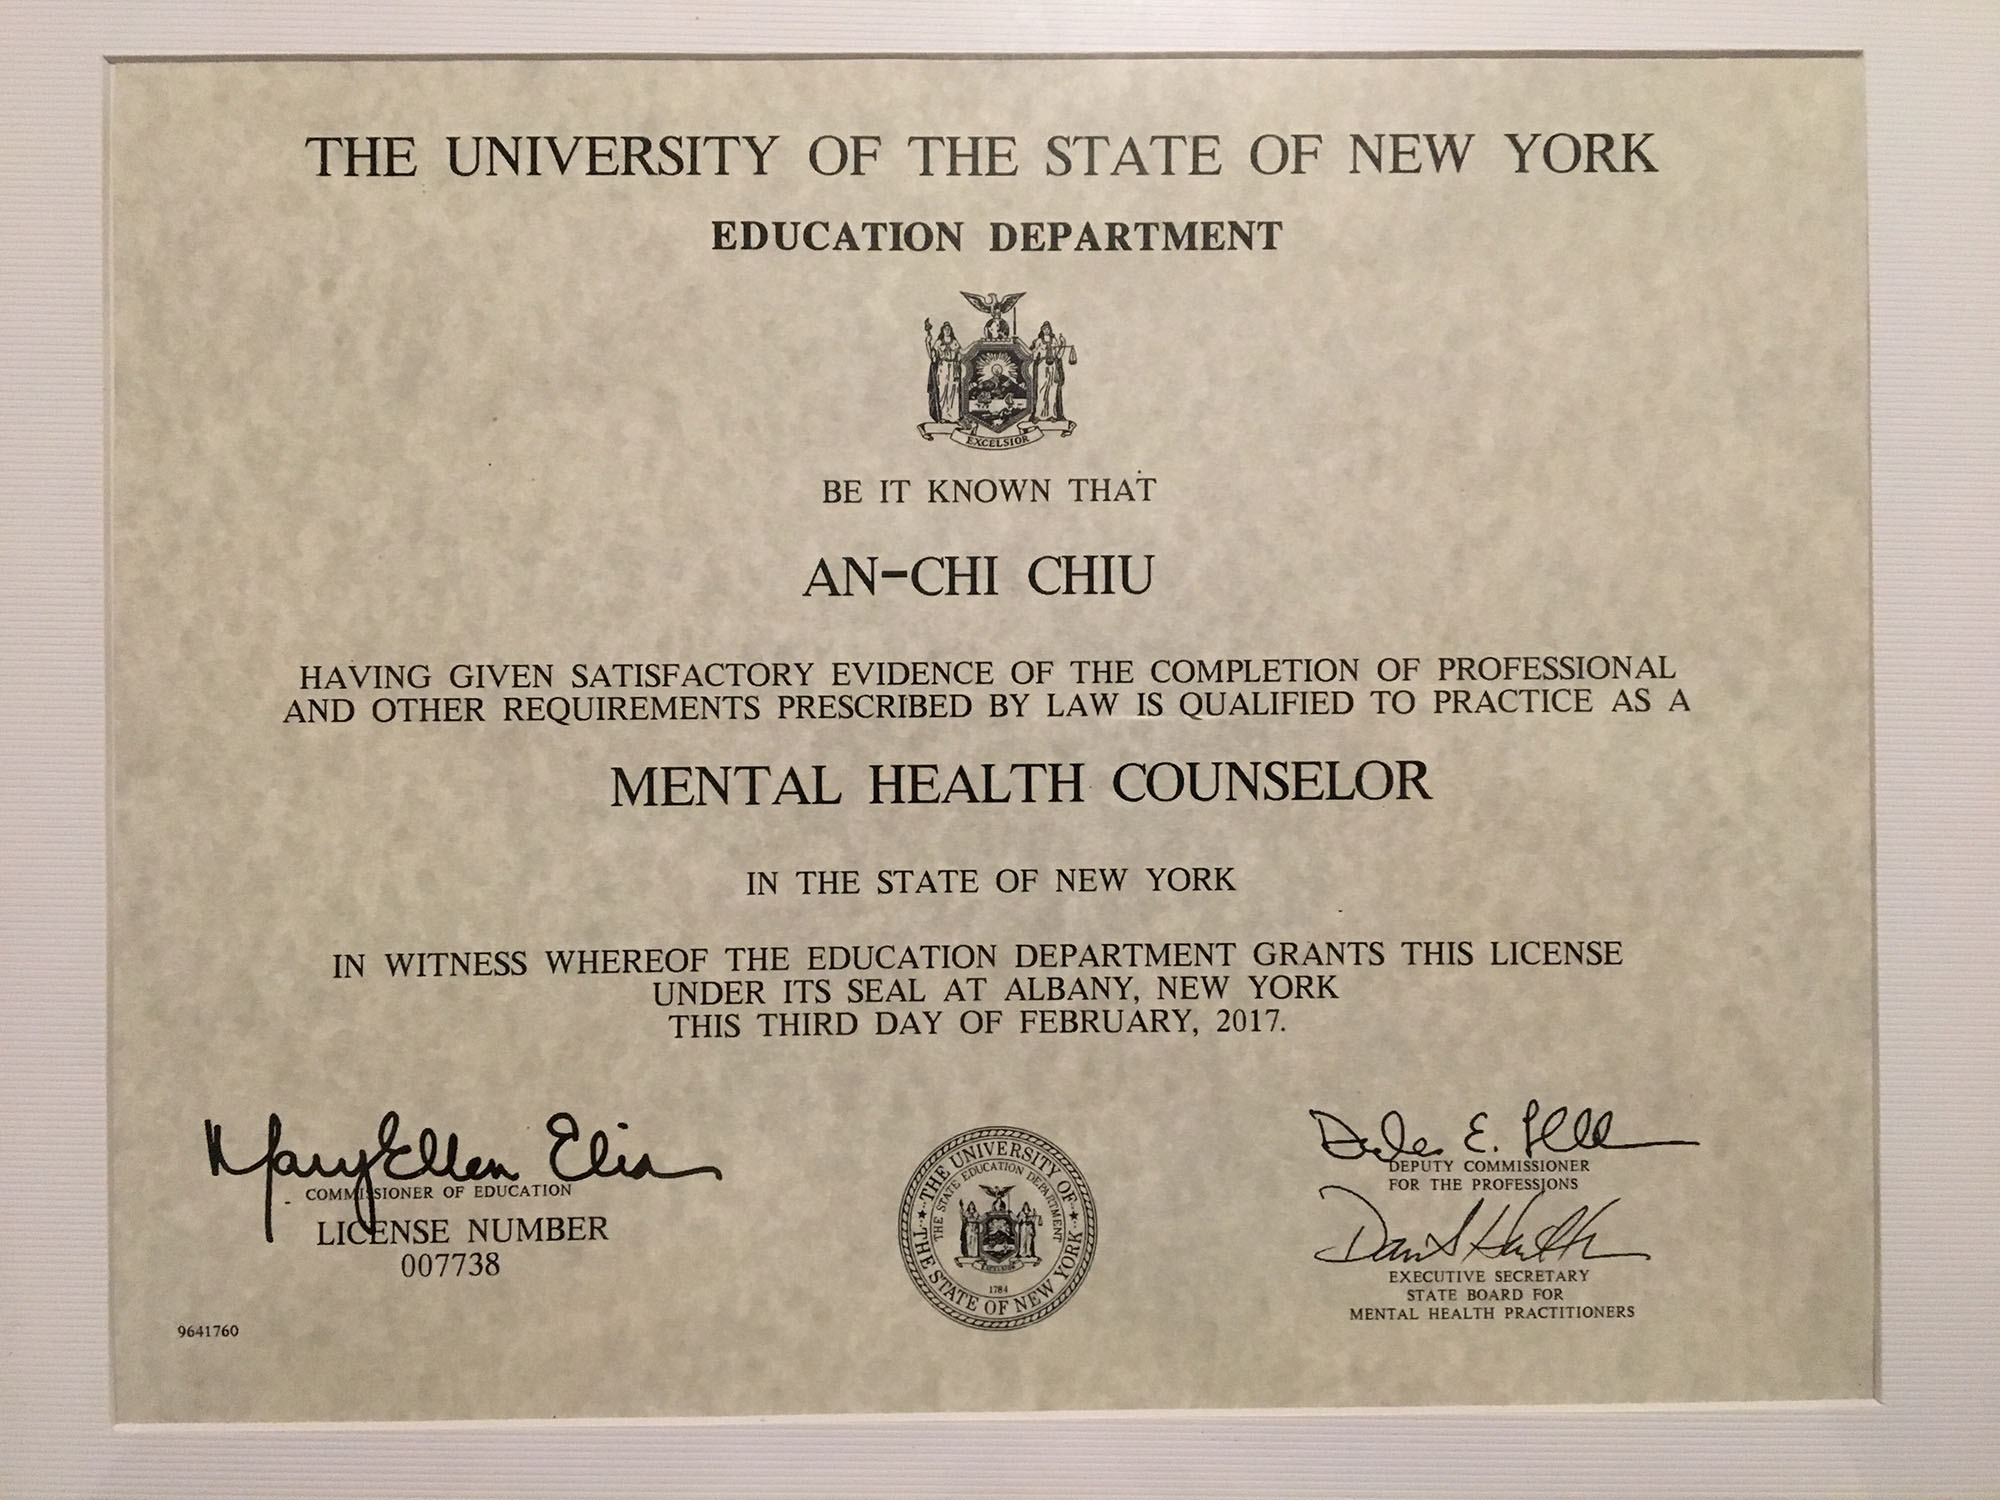 THE UNIVERSITY OF THE STATE OF NEW YORK
EDUCATION DEPARTMENT
EXCELSIOR
BE IT KNOWN THAT
AN-CHI CHIU
HAVING GIVEN SATISFACTORY EVIDENCE OF THE COMPLETION OF PROFESSIONAL
AND OTHER REQUIREMENTS PRESCRIBED BY LAW IS QUALIFIED TO PRACTICE AS A
MENTAL HEALTH COUNSELOR
IN THE STATE OF NEW YORK
IN WITNESS WHEREOF THE EDUCATION DEPARTMENT GRANTS THIS LICENSE
UNDER ITS SEAL AT ALBANY, NEW YORK
THIS THIRD DAY OF FEBRUARY, 2017.
MaryEllen Elia
COMMISSIONER OF EDUCATION
LICENSE NUMBER
007738
9641760
THE UNIVERSITY OF THE STATE OF NEW YORK
THE STATE EDUCATION DEPARTMENT
EXCELSIOR
1784
E.
DEPUTY COMMISSIONER
FOR THE PROFESSIONS
David
EXECUTIVE SECRETARY
STATE BOARD FOR
MENTAL HEALTH PRACTITIONERS